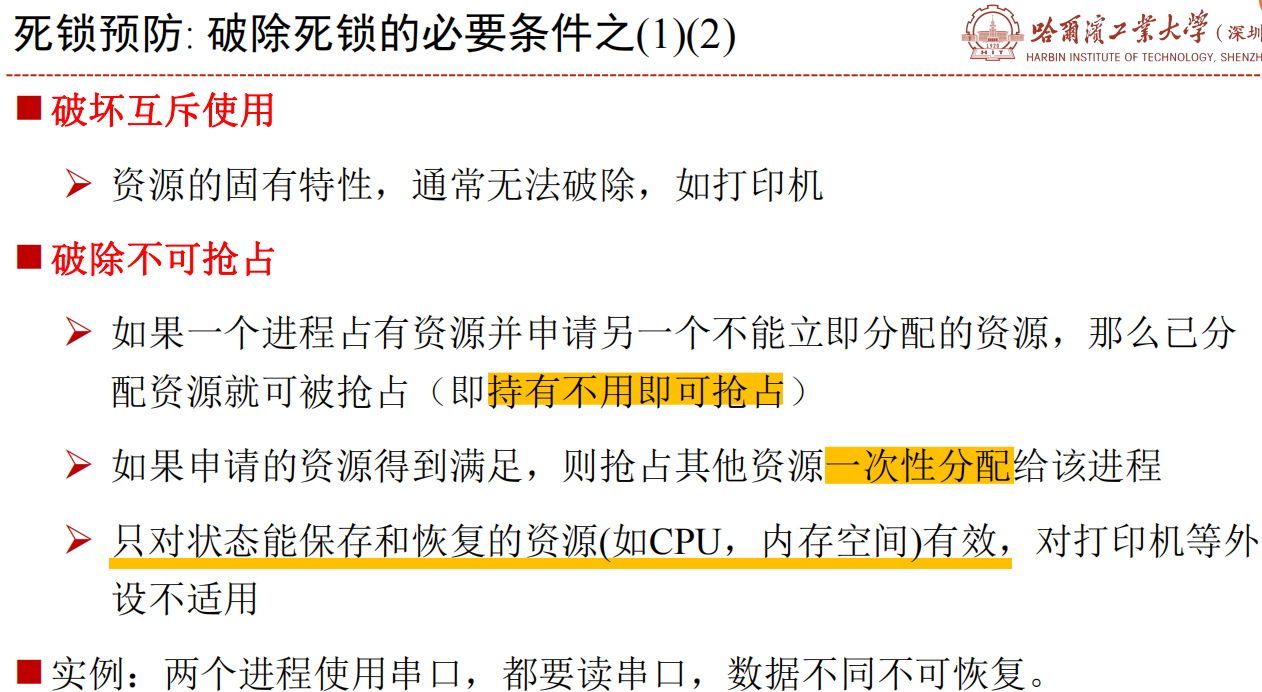 死锁预防: 破除死锁的必要条件之(1)(2)
哈爾濱工業大學(深圳
HARBIN INSTITUTE OF TECHNOLOGY, SHENZH
1920
HIT
破坏互斥使用
资源的固有特性，通常无法破除，如打印机
破除不可抢占
如果一个进程占有资源并申请另一个不能立即分配的资源，那么已分
配资源就可被抢占（即持有不用即可抢占）
如果申请的资源得到满足，则抢占其他资源一次性分配给该进程
只对状态能保存和恢复的资源(如CPU，内存空间)有效，对打印机等外
设不适用
实例：两个进程使用串口，都要读串口，数据不同不可恢复。